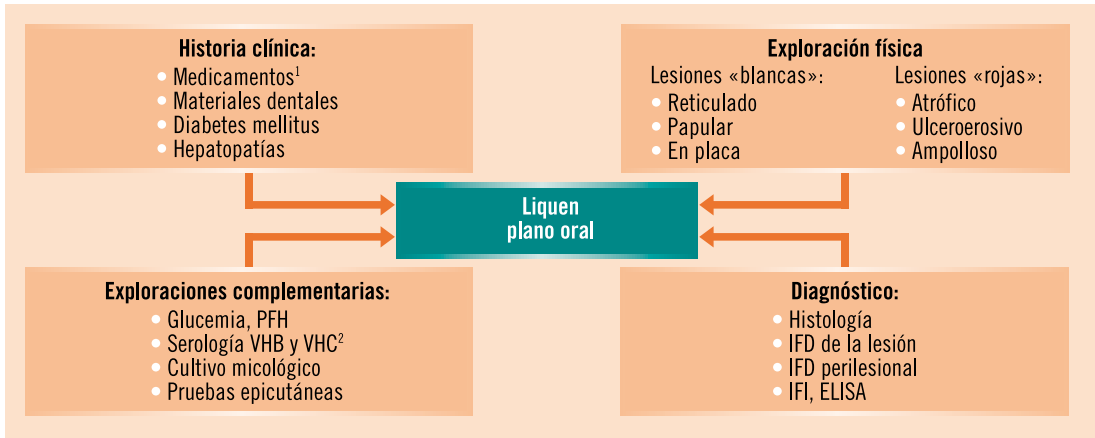 Historia clínica:
• Medicamentos¹
• Materiales dentales
• Diabetes mellitus
• Hepatopatías
Exploración física
Lesiones «blancas»:
• Reticulado
• Papular
• En placa
Lesiones «rojas»:
• Atrófico
• Ulceroerosivo
• Ampolloso
Liquen
plano oral
Exploraciones complementarias:
• Glucemia, PFH
• Serología VHB y VHC²
• Cultivo micológico
• Pruebas epicutáneas
Diagnóstico:
• Histología
• IFD de la lesión
• IFD perilesional
• IFI, ELISA